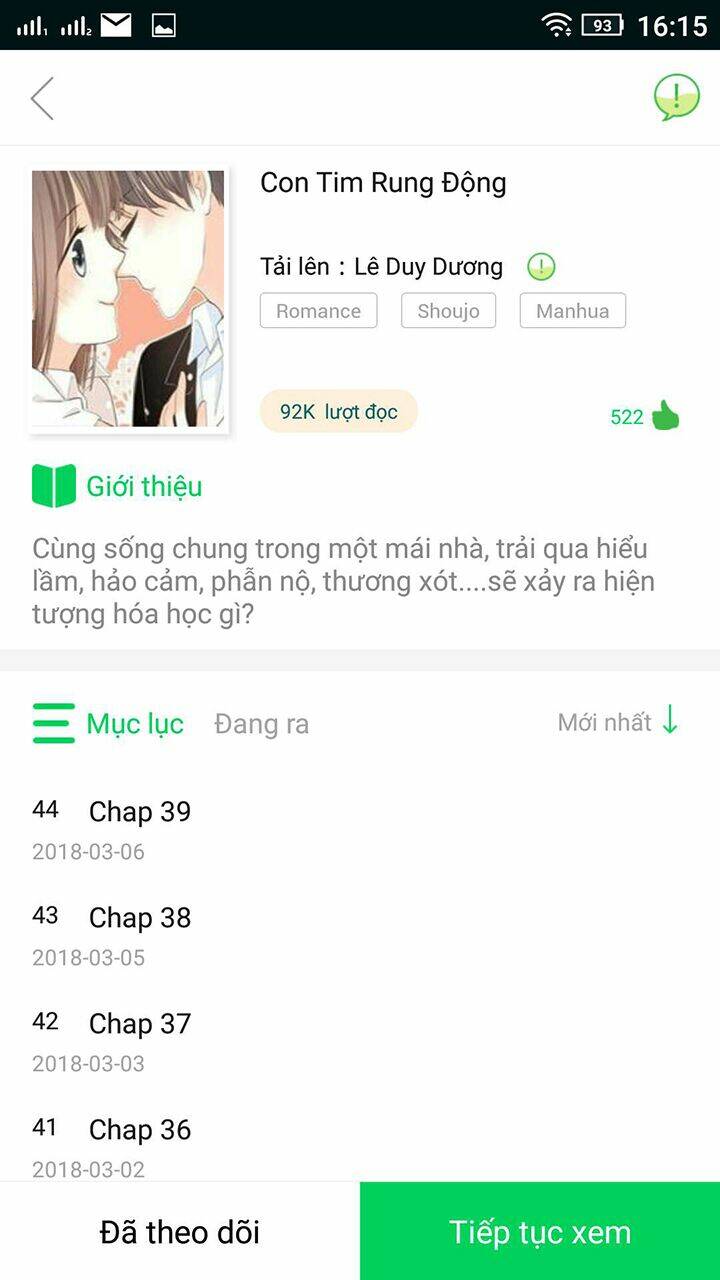 93 16:15
Con Tim Rung Động
Tải lên : Lê Duy Dương
Romance Shoujo Manhua
92K lượt đọc 522
Giới thiệu
Cùng sống chung trong một mái nhà, trải qua hiểu
lầm, hảo cảm, phẫn nộ, thương xót....sẽ xảy ra hiện
tượng hóa học gì?
Mục lục Đang ra Mới nhất
44 Chap 39
2018-03-06
43 Chap 38
2018-03-05
42 Chap 37
2018-03-03
41 Chap 36
2018-03-02
Đã theo dõi Tiếp tục xem